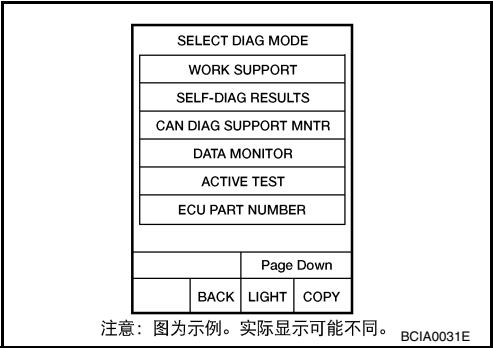 SELECT DIAG MODE
WORK SUPPORT
SELF-DIAG RESULTS
CAN DIAG SUPPORT MNTR
DATA MONITOR
ACTIVE TEST
ECU PART NUMBER
Page Down
BACK LIGHT COPY
注意：图为示例。实际显示可能不同。
BCIA0031E